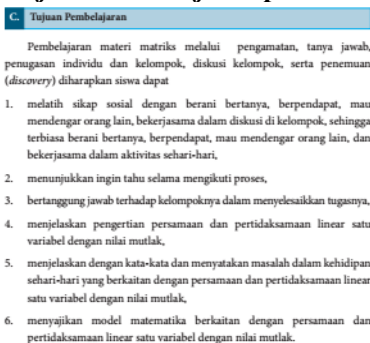 C. Tujuan Pembelajaran
Pembelajaran materi matriks melalui pengamatan, tanya jawab,
penugasan individu dan kelompok, diskusi kelompok, serta penemuan
(discovery) diharapkan siswa dapat
1. melatih sikap sosial dengan berani bertanya, berpendapat, mau
mendengar orang lain, bekerjasama dalam diskusi di kelompok, sehingga
terbiasa berani bertanya, berpendapat, mau mendengar orang lain, dan
bekerjasama dalam aktivitas sehari-hari,
2. menunjukkan ingin tahu selama mengikuti proses,
3. bertanggung jawab terhadap kelompoknya dalam menyelesaikan tugasnya,
4. menjelaskan pengertian persamaan dan pertidaksamaan linear satu
variabel dengan nilai mutlak,
5. menjelaskan dengan kata-kata dan menyatakan masalah dalam kehidipan
sehari-hari yang berkaitan dengan persamaan dan pertidaksamaan linear
satu variabel dengan nilai mutlak,
6. menyajikan model matematika berkaitan dengan persamaan dan
pertidaksamaan linear satu variabel dengan nilai mutlak.